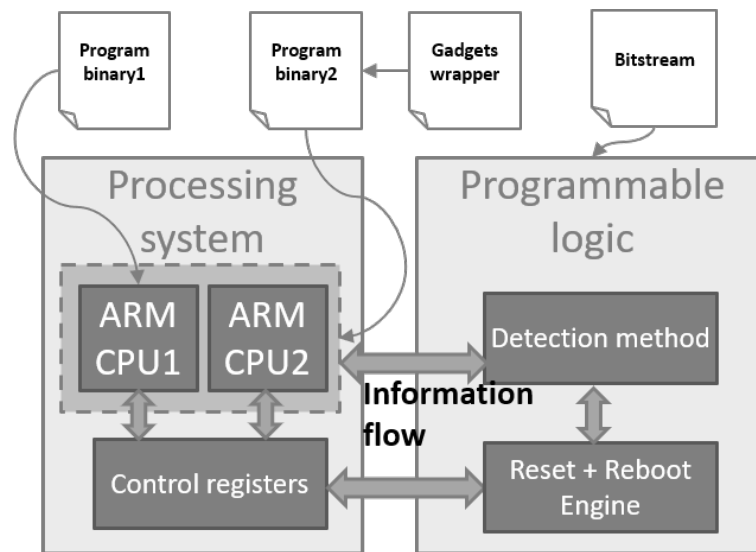 Program
binary1
Program
binary2
Gadgets
wrapper
Bitstream
Processing
system
Programmable
logic
ARM
CPU1
ARM
CPU2
Detection method
Information
flow
Control registers
Reset + Reboot
Engine